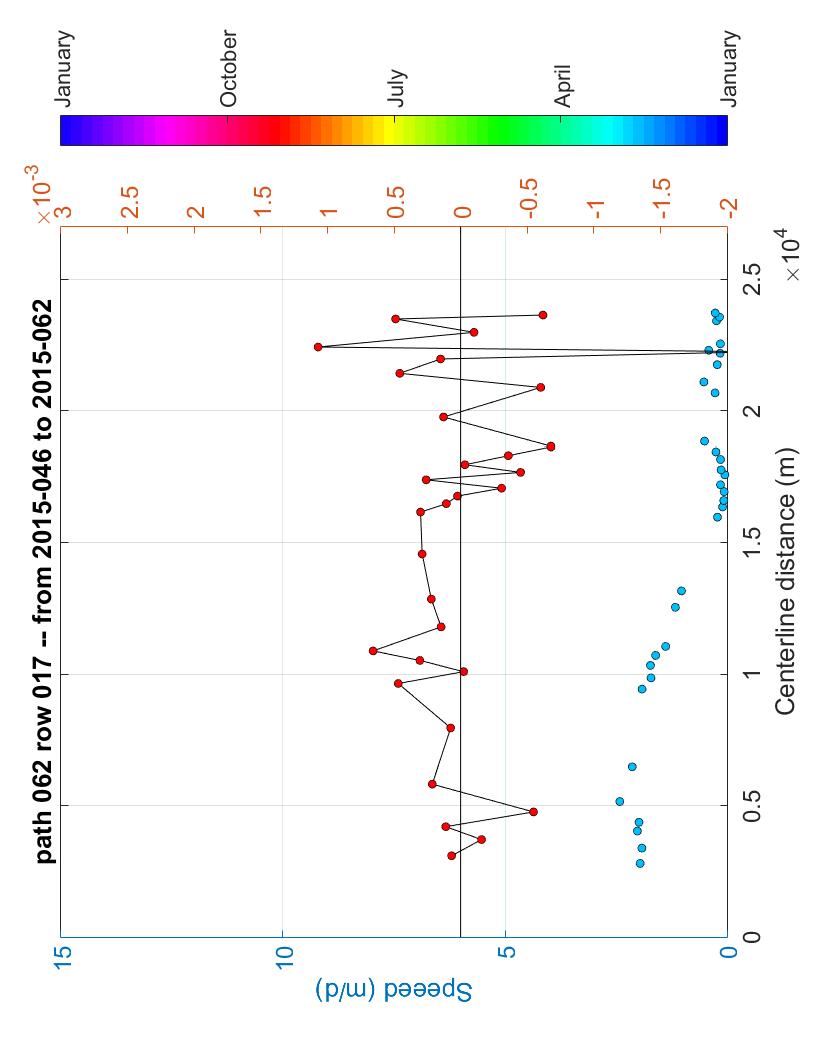 path 062 row 017 -- from 2015-046 to 2015-062
15
10
5
0
Speeed (m/d)
0
0.5
1
1.5
2
2.5
×10^4
Centerline distance (m)
×10^-3
3
2.5
2
1.5
1
0.5
0
-0.5
-1
-1.5
-2
January
October
July
April
January